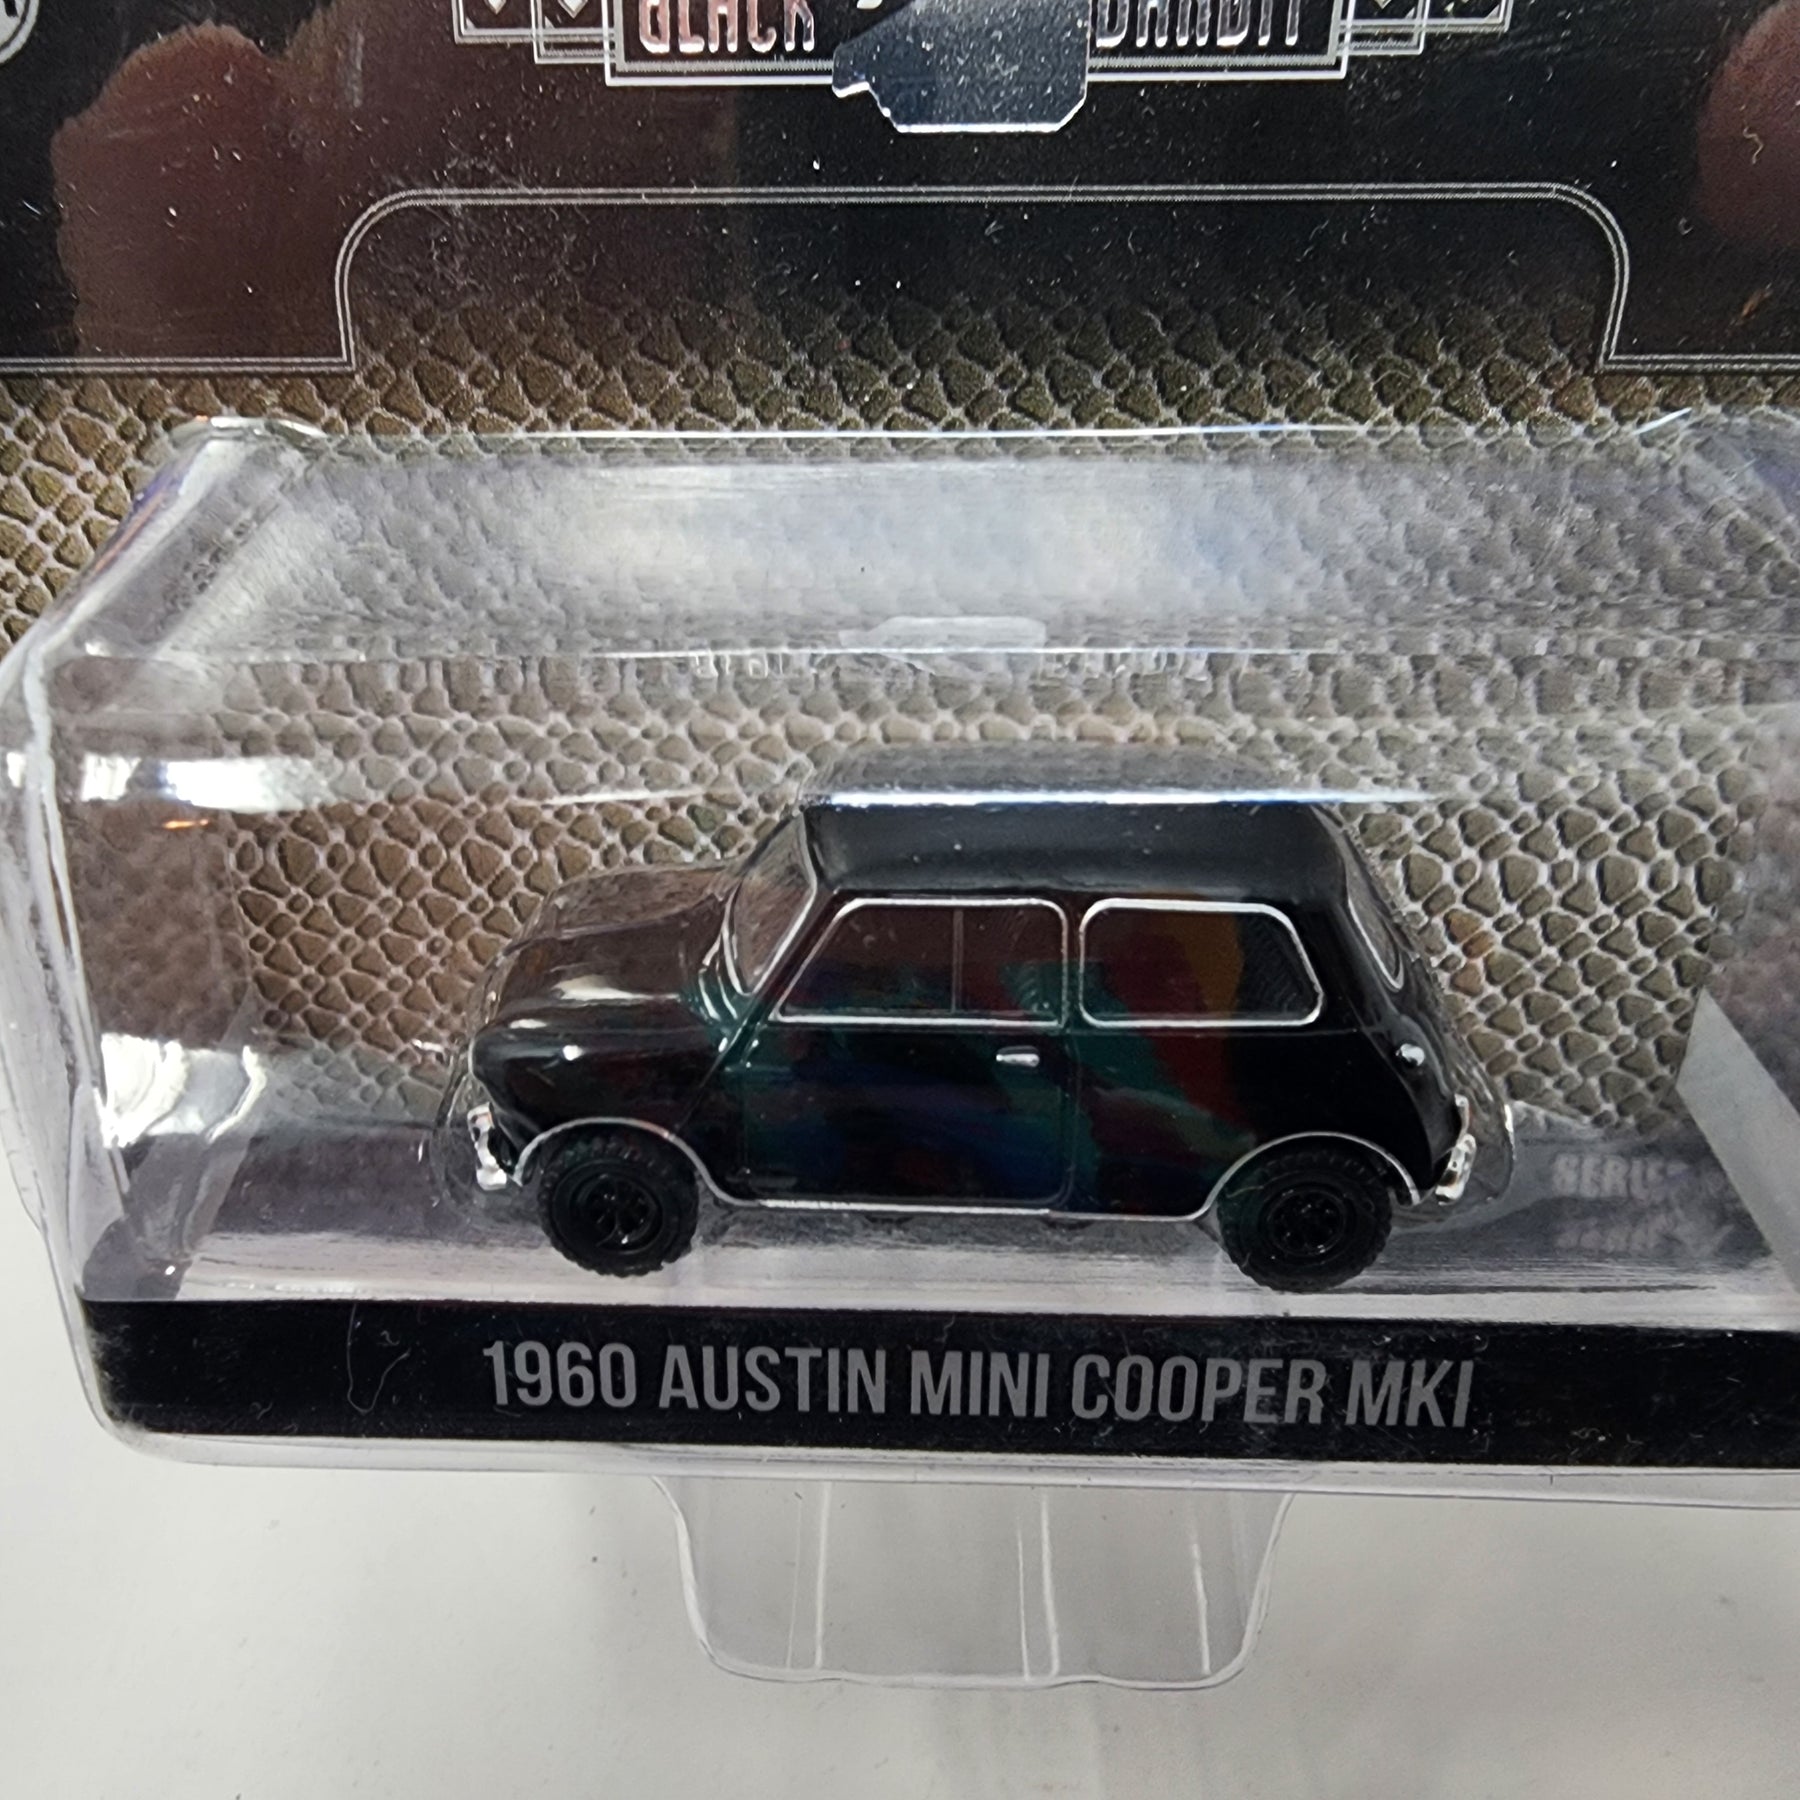 BLACK BANDIT
1960 AUSTIN MINI COOPER MKI